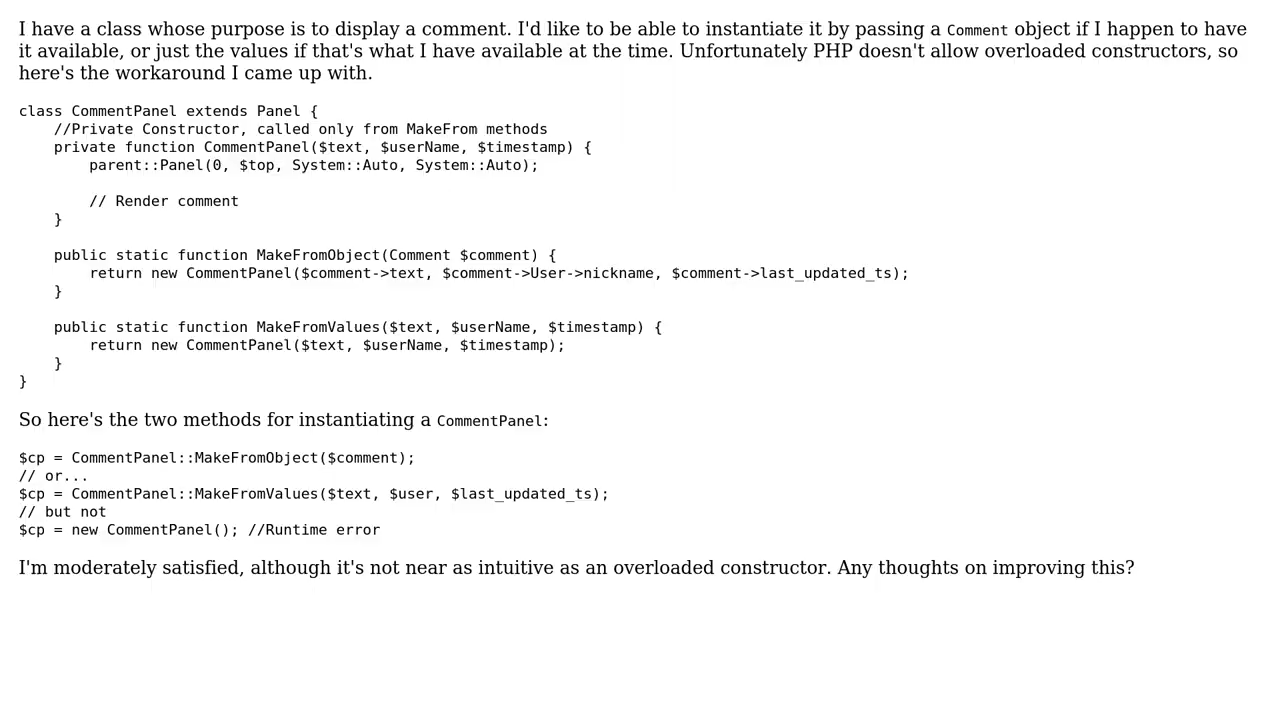 I have a class whose purpose is to display a comment. I'd like to be able to instantiate it by passing a Comment object if I happen to have
it available, or just the values if that's what I have available at the time. Unfortunately PHP doesn't allow overloaded constructors, so
here's the workaround I came up with.
class CommentPanel extends Panel {
    //Private Constructor, called only from MakeFrom methods
    private function CommentPanel($text, $userName, $timestamp) {
        parent::Panel(0, $top, System::Auto, System::Auto);
        // Render comment
    }
    public static function MakeFromObject(Comment $comment) {
        return new CommentPanel($comment->text, $comment->User->nickname, $comment->last_updated_ts);
    }
    public static function MakeFromValues($text, $userName, $timestamp) {
        return new CommentPanel($text, $userName, $timestamp);
    }
}
So here's the two methods for instantiating a CommentPanel:
$cp = CommentPanel::MakeFromObject($comment);
// or...
$cp = CommentPanel::MakeFromValues($text, $user, $last_updated_ts);
// but not
$cp = new CommentPanel(); //Runtime error
I'm moderately satisfied, although it's not near as intuitive as an overloaded constructor. Any thoughts on improving this?